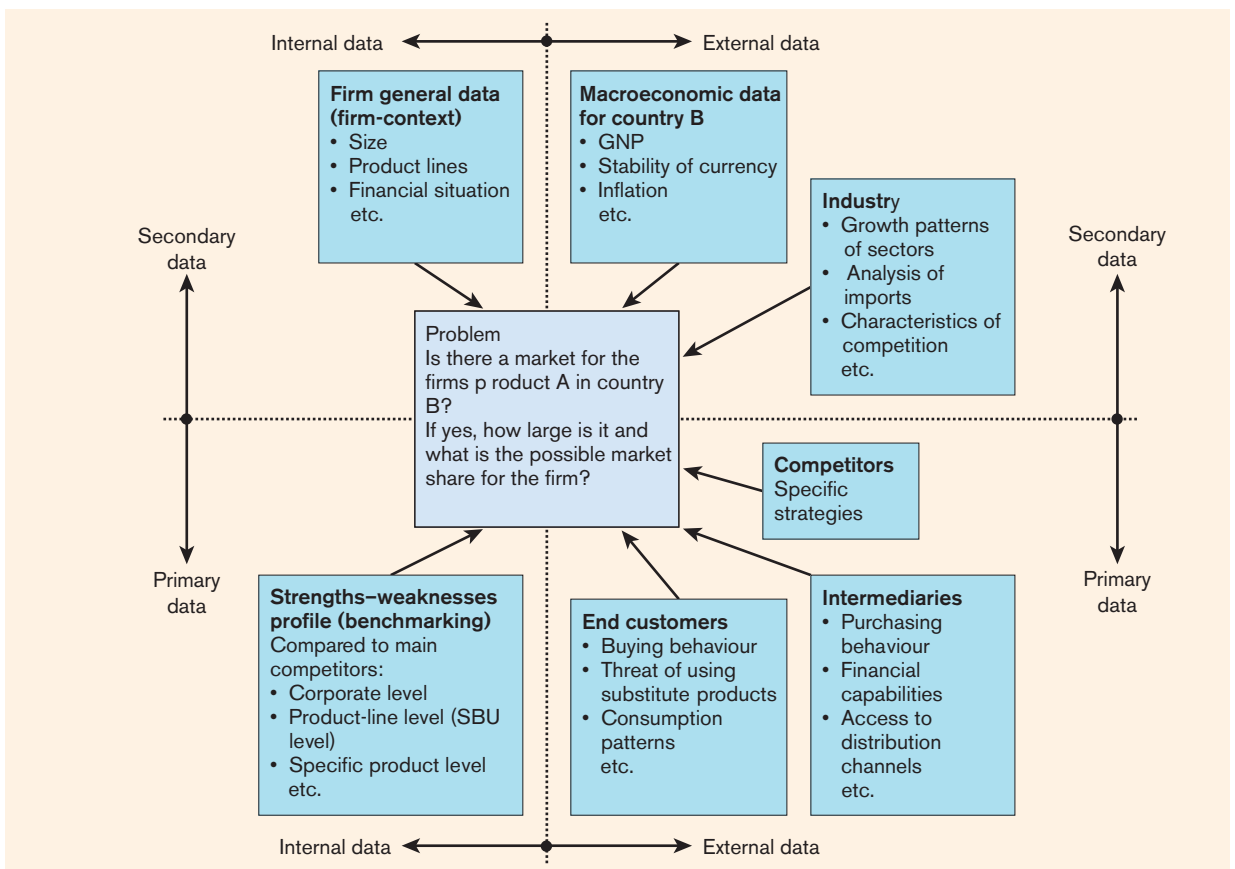 Internal data
External data
Firm general data
(firm-context)
• Size
• Product lines
• Financial situation
etc.
Macroeconomic data
for country B
• GNP
• Stability of currency
• Inflation
etc.
Industry
• Growth patterns
of sectors
• Analysis of
imports
• Characteristics of
competition
etc.
Secondary
data
Secondary
data
Problem
Is there a market for the
firms p roduct A in country
B?
If yes, how large is it and
what is the possible market
share for the firm?
Competitors
Specific
strategies
Primary
data
Primary
data
Strengths–weaknesses
profile (benchmarking)
Compared to main
competitors:
• Corporate level
• Product-line level (SBU
level)
• Specific product level
etc.
End customers
• Buying behaviour
• Threat of using
substitute products
• Consumption
patterns
etc.
Intermediaries
• Purchasing
behaviour
• Financial
capabilities
• Access to
distribution
channels
etc.
Internal data
External data